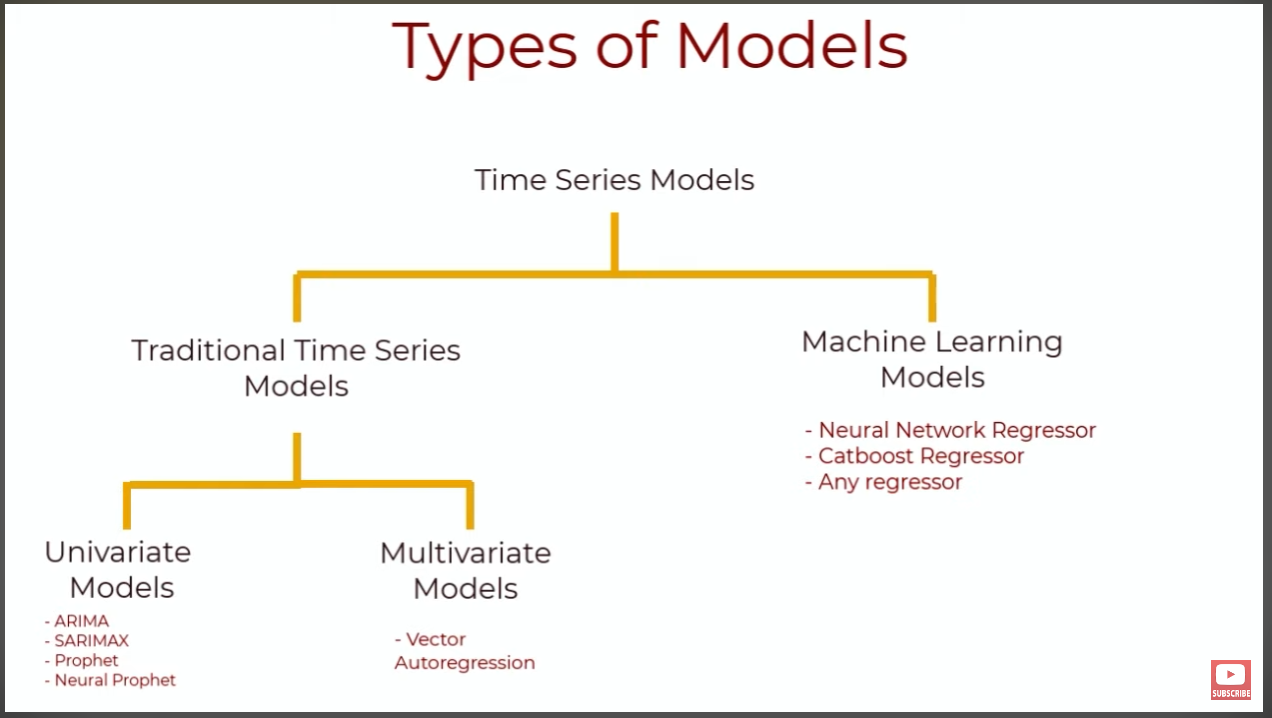 Types of Models
Time Series Models
Traditional Time Series
Models
Machine Learning
Models
- Neural Network Regressor
- Catboost Regressor
- Any regressor
Univariate
Models
- ARIMA
- SARIMAX
- Prophet
- Neural Prophet
Multivariate
Models
- Vector
Autoregression
SUBSCRIBE